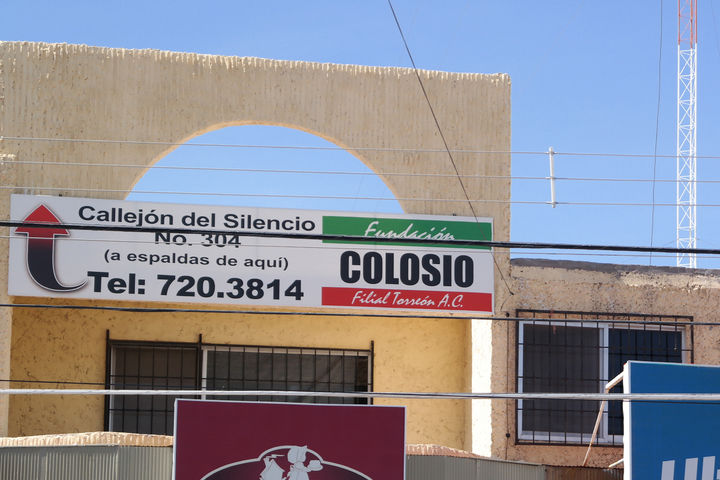 Callejón del Silencio
No. 304
(a espaldas de aquí)
Tel: 720.3814
Fundación
COLOSIO
Filial Torreón A.C.